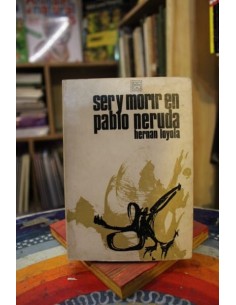 ser y morir en
pablo neruda
hernan loyola